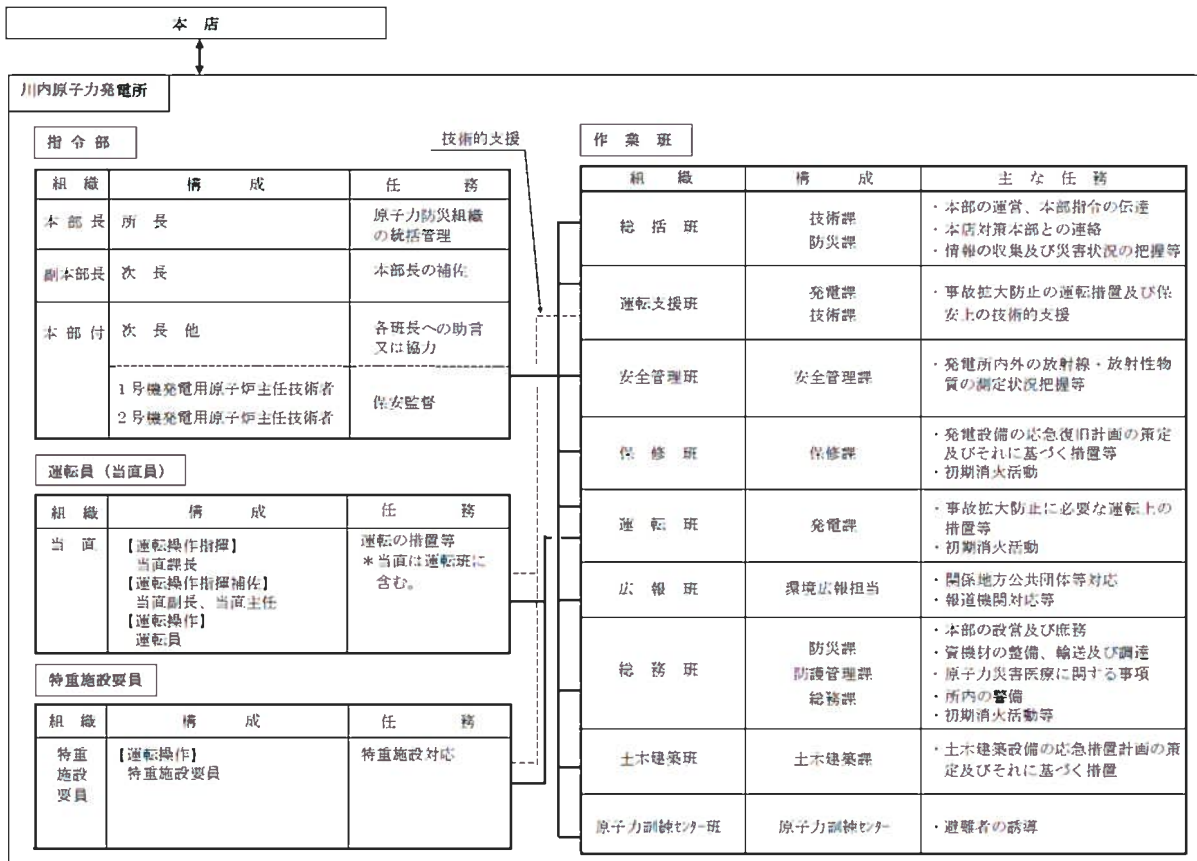 本店
川内原子力発電所
指令部
組織 構成 任務
本部長 所長 原子力防災組織
の統括管理
副本部長 次長 本部長の補佐
本部付 次長他 各班長への助言
又は協力
1号機発電用原子炉主任技術者
2号機発電用原子炉主任技術者
保安監督
運転員（当直員）
組織 構成 任務
当直 【運転操作指揮】 運転の措置等
当直課長 ＊当直は運転班に
【運転操作指揮補佐】 含む。
当直副長、当直主任
【運転操作】
運転員
特重施設要員
組織 構成 任務
特重 【運転操作】 特重施設対応
施設 特重施設要員
要員
技術的支援
作業班
組織 構成 主な任務
総括班 技術課 ・本部の運営、本部指令の伝達
防災課 ・本店対策本部との連絡
・情報の収集及び災害状況の把握等
運転支援班 発電課 ・事故拡大防止の運転措置及び保
技術課 安上の技術的支援
安全管理班 安全管理課 ・発電所内外の放射線・放射性物
質の測定状況把握等
保修班 保修課 ・発電設備の応急復旧計画の策定
及びそれに基づく措置等
・初期消火活動
運転班 発電課 ・事故拡大防止に必要な運転上の
措置等
・初期消火活動
広報班 環境広報担当 ・関係地方公共団体等対応
・報道機関対応等
総務班 防災課 ・本部の設営及び庶務
防護管理課 ・資機材の整備、輸送及び調達
総務課 ・原子力災害医療に関する事項
・所内の警備
・初期消火活動等
土木建築班 土木建築課 ・土木建築設備の応急措置計画の策
定及びそれに基づく措置
原子力訓練ｾﾝﾀｰ班 原子力訓練ｾﾝﾀｰ ・避難者の誘導